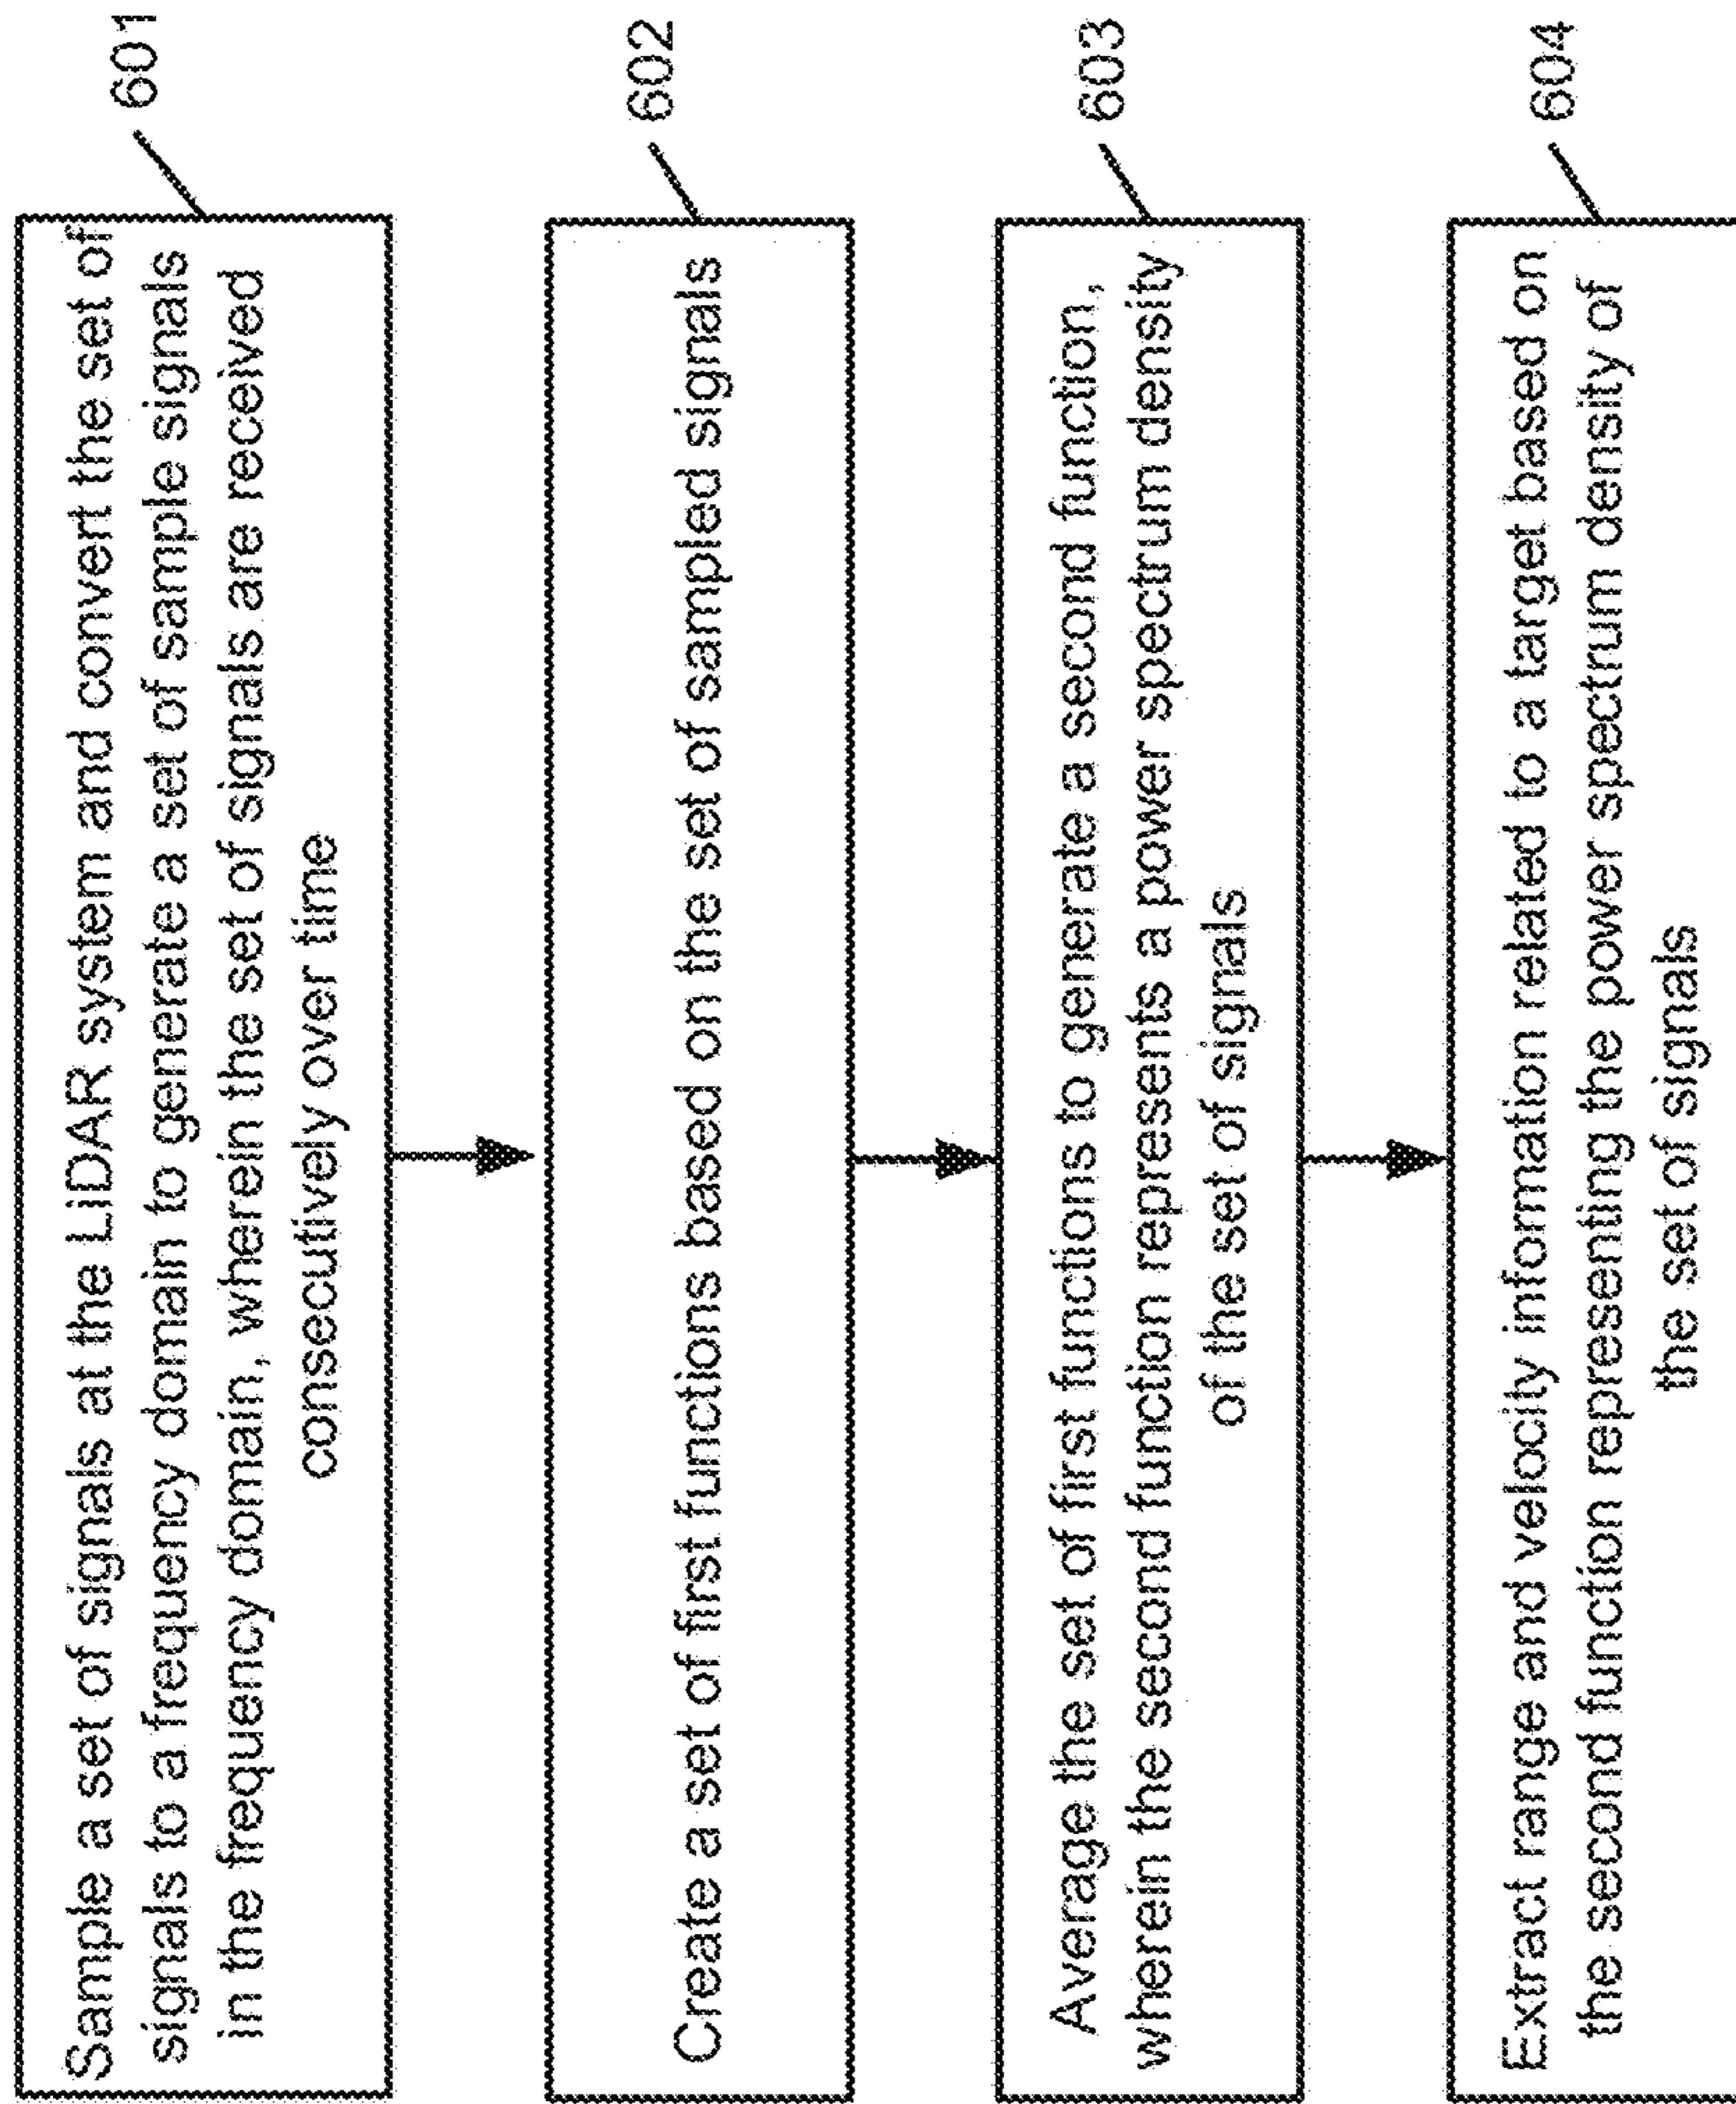 Sample a set of signals at the LiDAR system and convert the set of
signals to a frequency domain to generate a set of sample signals
in the frequency domain, wherein the set of signals are received
consecutively over time
601
Create a set of first functions based on the set of sampled signals
602
Average the set of first functions to generate a second function,
wherein the second function represents a power spectrum density
of the set of signals
603
Extract range and velocity information related to a target based on
the second function representing the power spectrum density of
the set of signals
604